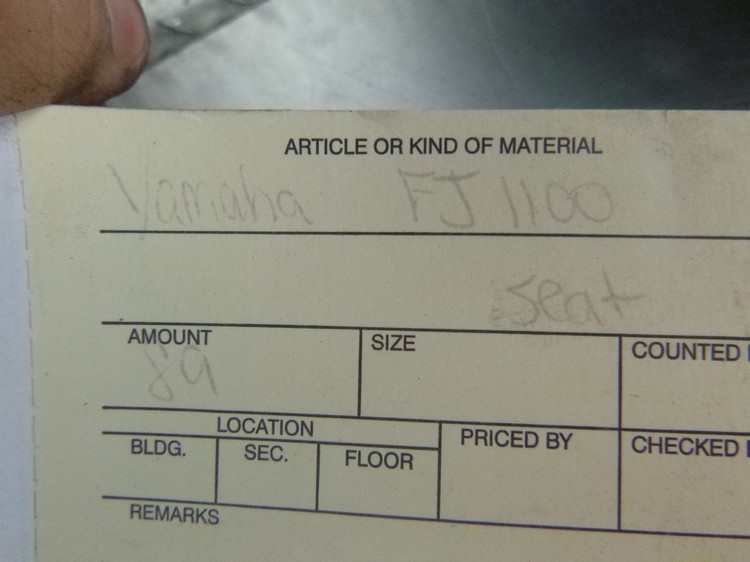 ARTICLE OR KIND OF MATERIAL
Yamaha FJ 1100
seat
AMOUNT SIZE COUNTED
89
LOCATION PRICED BY CHECKED
BLDG. SEC. FLOOR
REMARKS